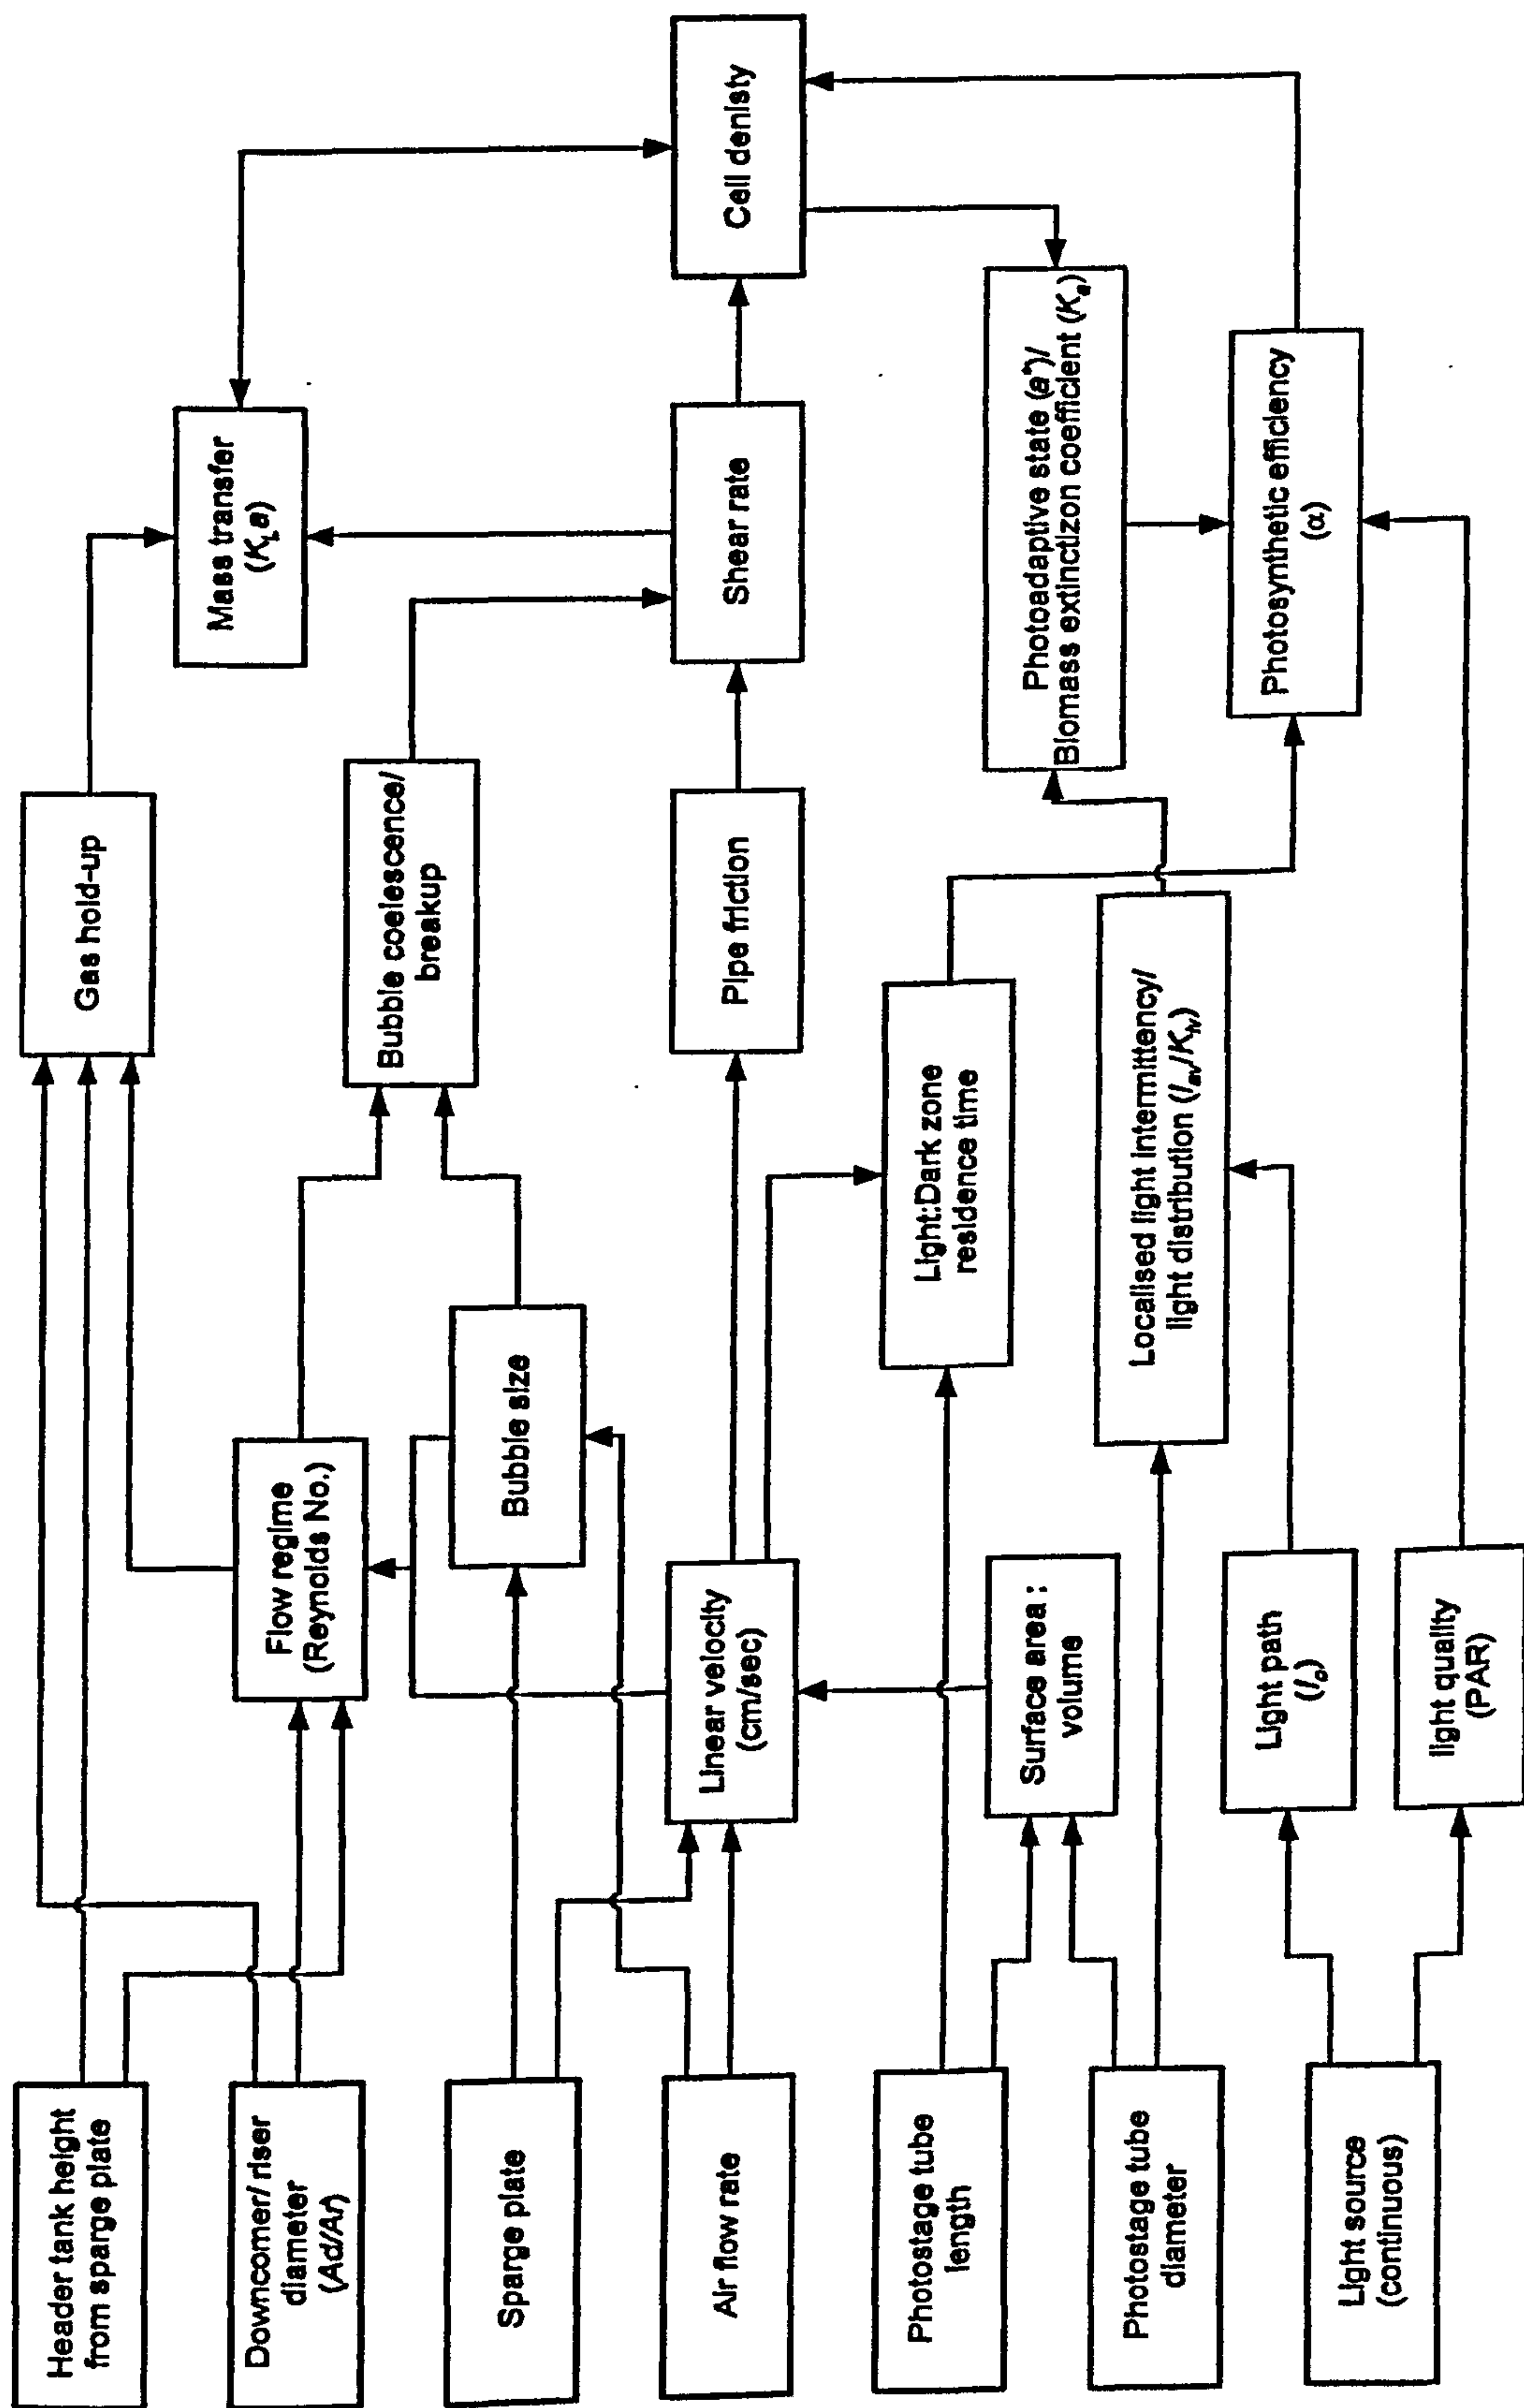 Header tank height
from sparge plate
Downcomer/ riser
diameter
(Ad/Ar)
Sparge plate
Air flow rate
Photostage tube
length
Photostage tube
diameter
Light source
(continuous)
Flow regime
(Reynolds No.)
Bubble size
Linear velocity
(cm/sec)
Surface area :
volume
Light path
(Io)
light quality
(PAR)
Gas hold-up
Bubble coelescence/
breakup
Pipe friction
Light:Dark zone
residence time
Localised light intermittency/
light distribution (Iav/Kiv)
Mass transfer
(KLa)
Shear rate
Photoadaptive state (a*)/
Biomass extinctizon coefficient (Ka)
Photosynthetic efficiency
(α)
Cell denisty